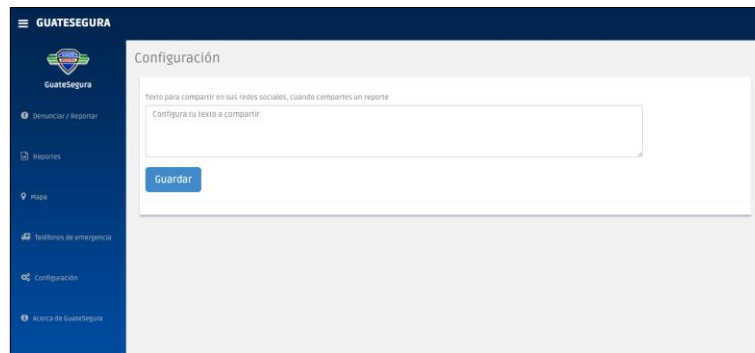 GUATESEGURA
GuateSegura
Denunciar / Reportar
Reportes
Mapa
Teléfonos de emergencia
Configuración
Acerca de GuateSegura
Configuración
Texto para compartir en sus redes sociales, cuando compartes un reporte
Configura tu texto a compartir
Guardar